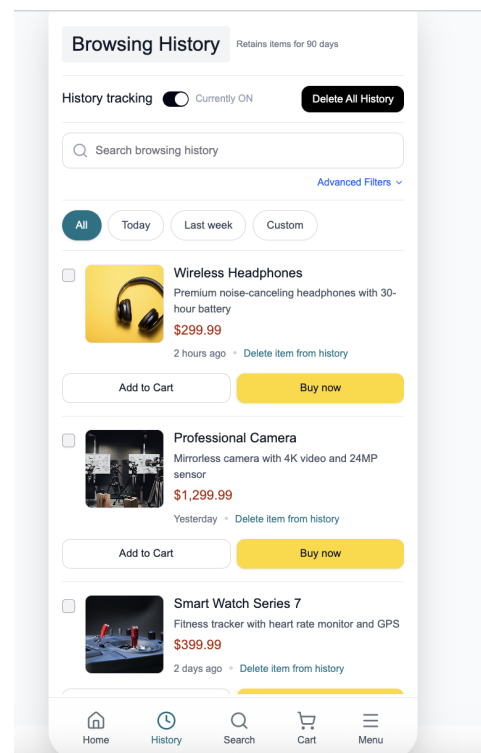 Browsing History
Retains items for 90 days
History tracking
Currently ON
Delete All History
Search browsing history
Advanced Filters
All
Today
Last week
Custom
Wireless Headphones
Premium noise-canceling headphones with 30-
hour battery
$299.99
2 hours ago • Delete item from history
Add to Cart
Buy now
Professional Camera
Mirrorless camera with 4K video and 24MP
sensor
$1,299.99
Yesterday • Delete item from history
Add to Cart
Buy now
Smart Watch Series 7
Fitness tracker with heart rate monitor and GPS
$399.99
2 days ago • Delete item from history
Home
History
Search
Cart
Menu